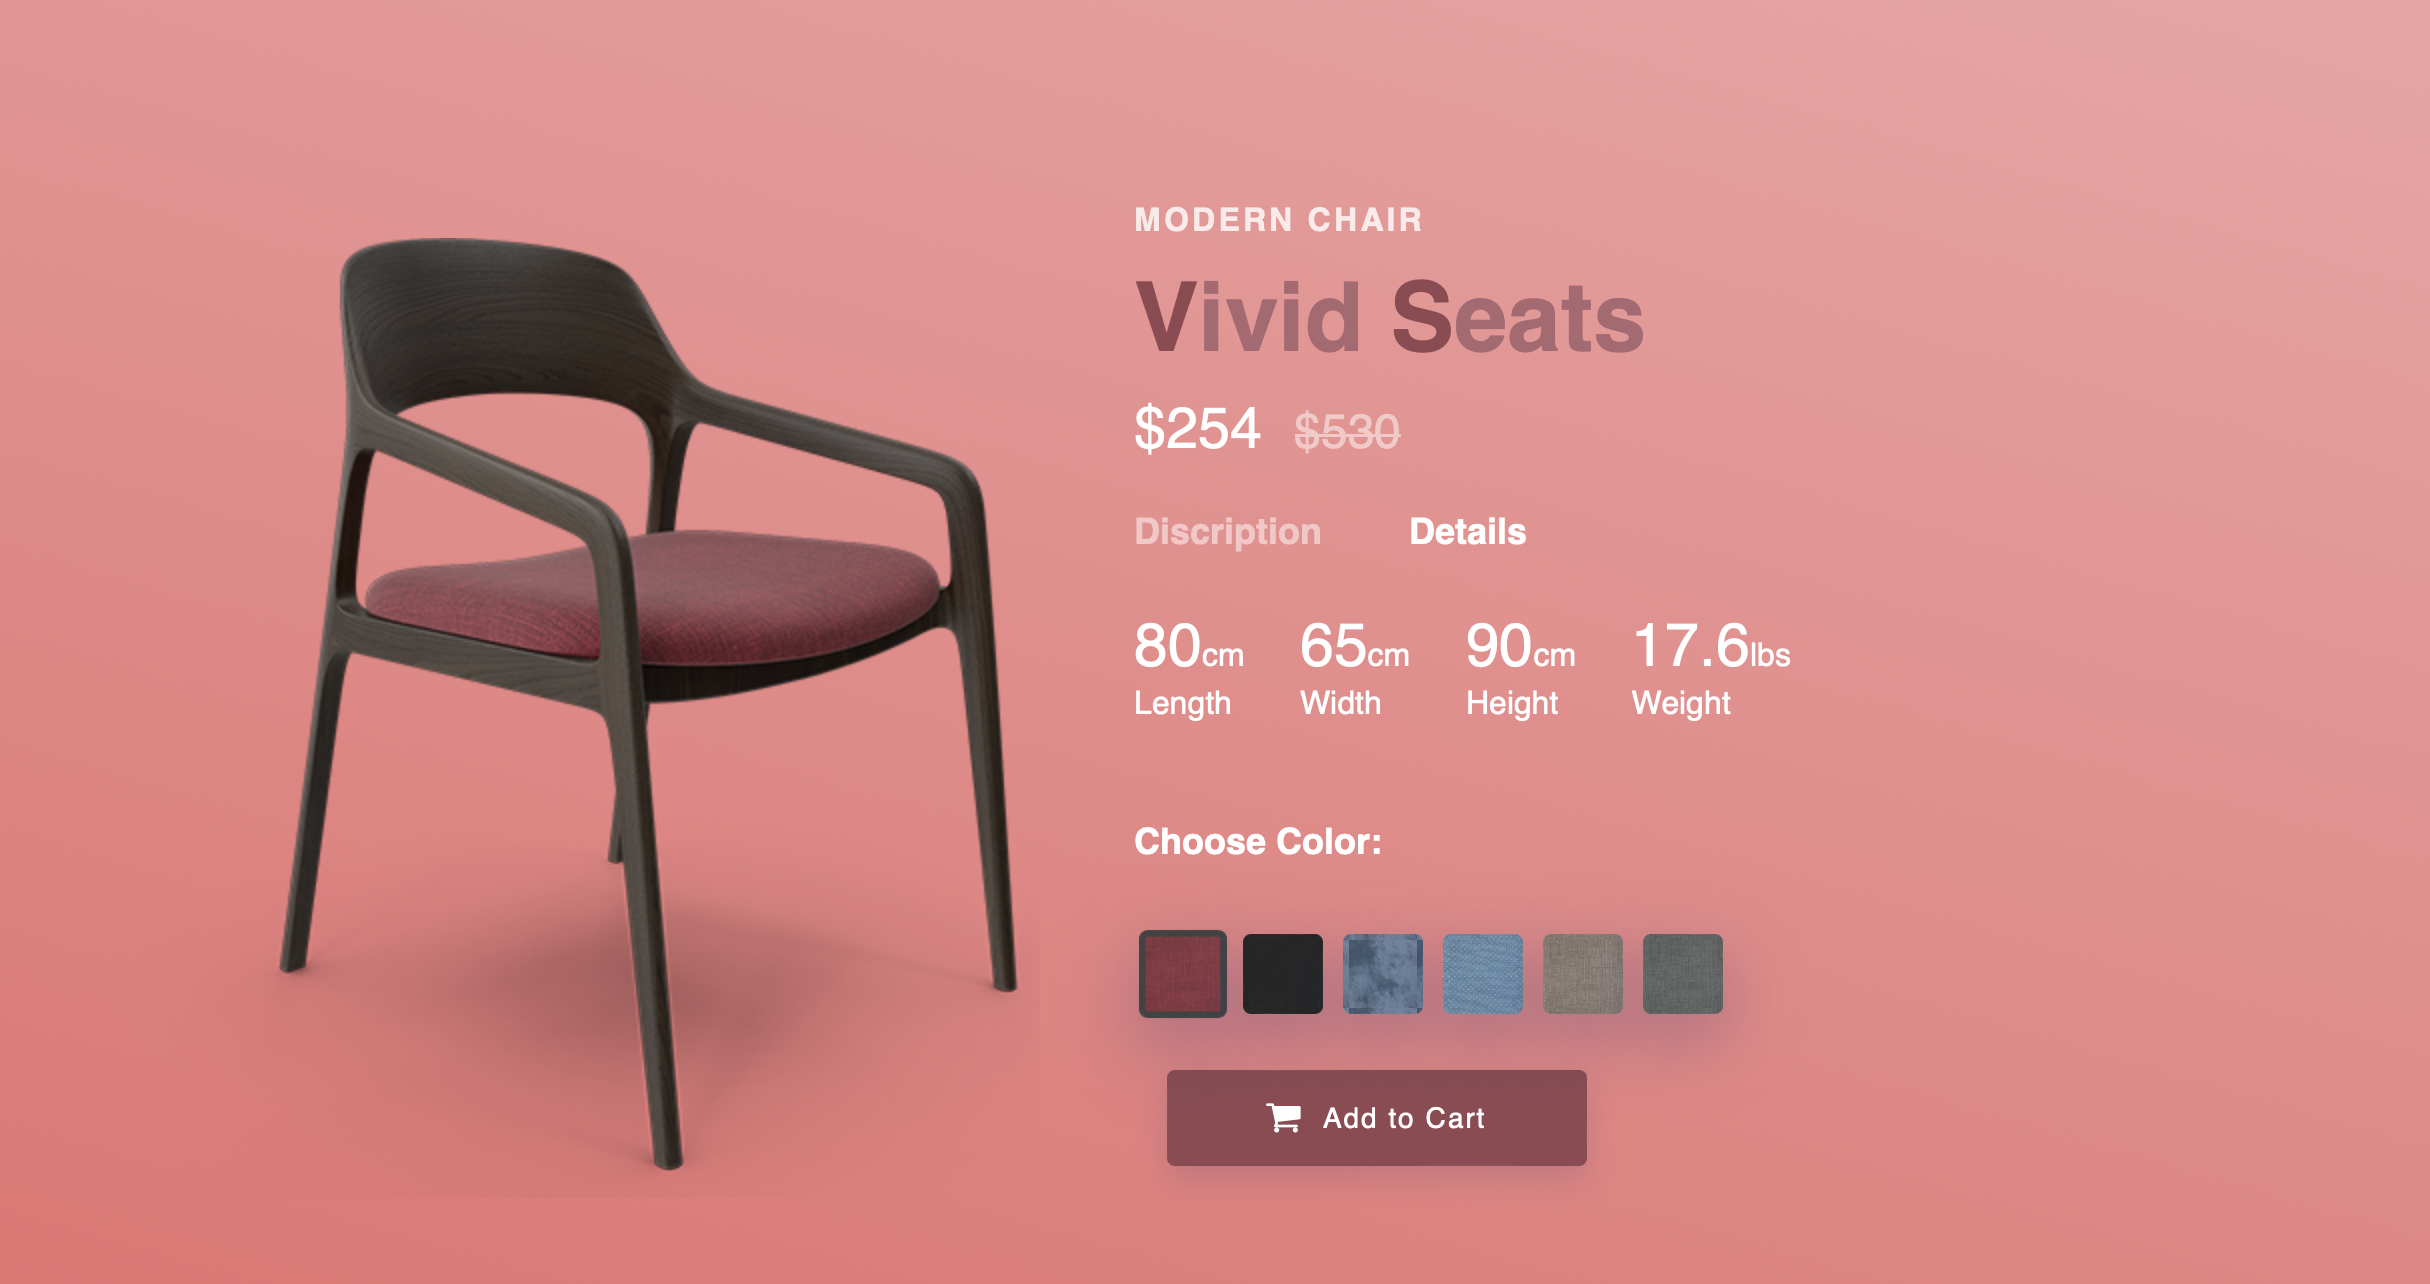 MODERN CHAIR
Vivid Seats
$254 $530
Discription Details
80cm 65cm 90cm 17.6lbs
Length Width Height Weight
Choose Color:
Add to Cart